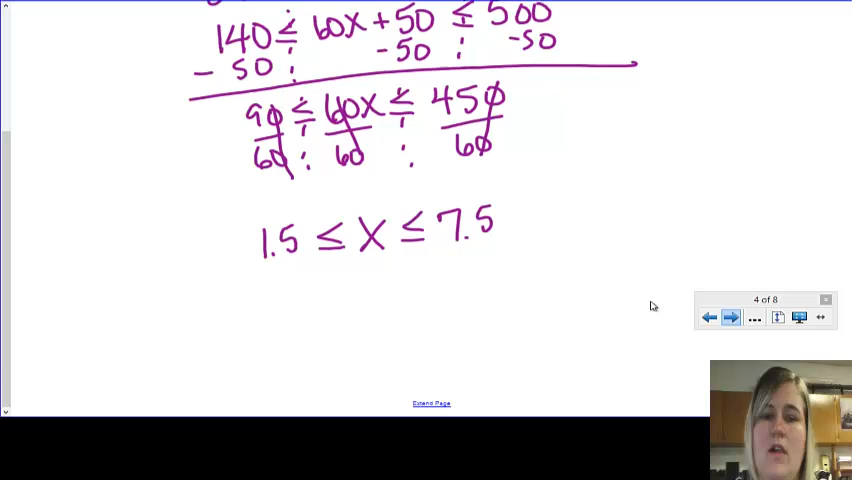 140 ≤ 60x + 50 ≤ 500
- 50 - 50 - 50
90 ≤ 60x ≤ 450
60 60 60
1.5 ≤ x ≤ 7.5
4 of 8
Extend Page